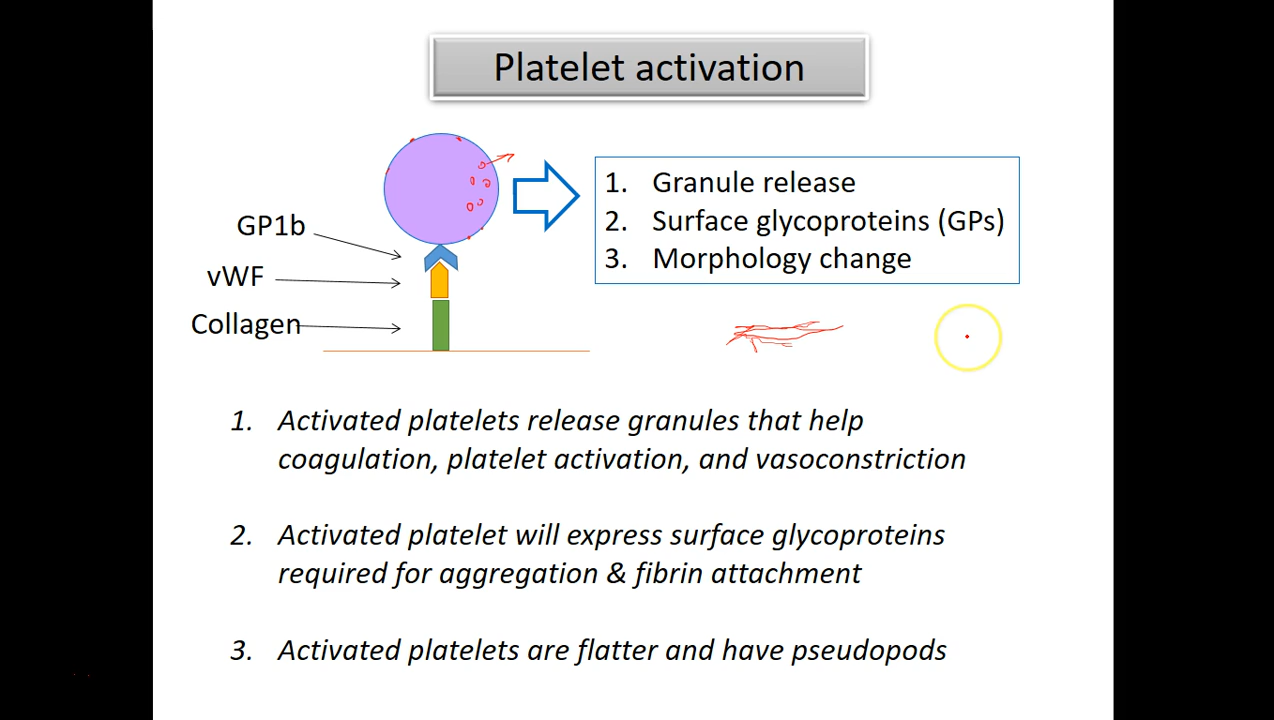 Platelet activation
1. Granule release
2. Surface glycoproteins (GPs)
3. Morphology change
GP1b
vWF
Collagen
1. Activated platelets release granules that help
coagulation, platelet activation, and vasoconstriction
2. Activated platelet will express surface glycoproteins
required for aggregation & fibrin attachment
3. Activated platelets are flatter and have pseudopods